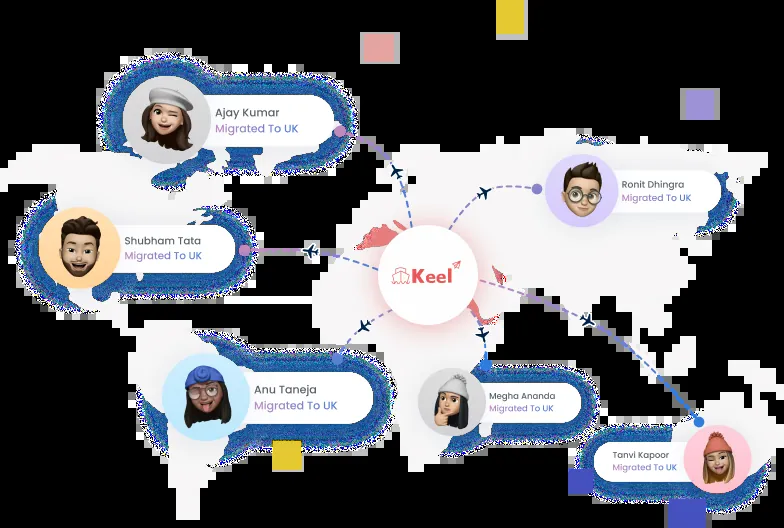 Ajay Kumar
Migrated To UK
Ronit Dhingra
Migrated To UK
Shubham Tata
Migrated To UK
Keel
Anu Taneja
Migrated To UK
Megha Ananda
Migrated To UK
Tanvi Kapoor
Migrated To UK